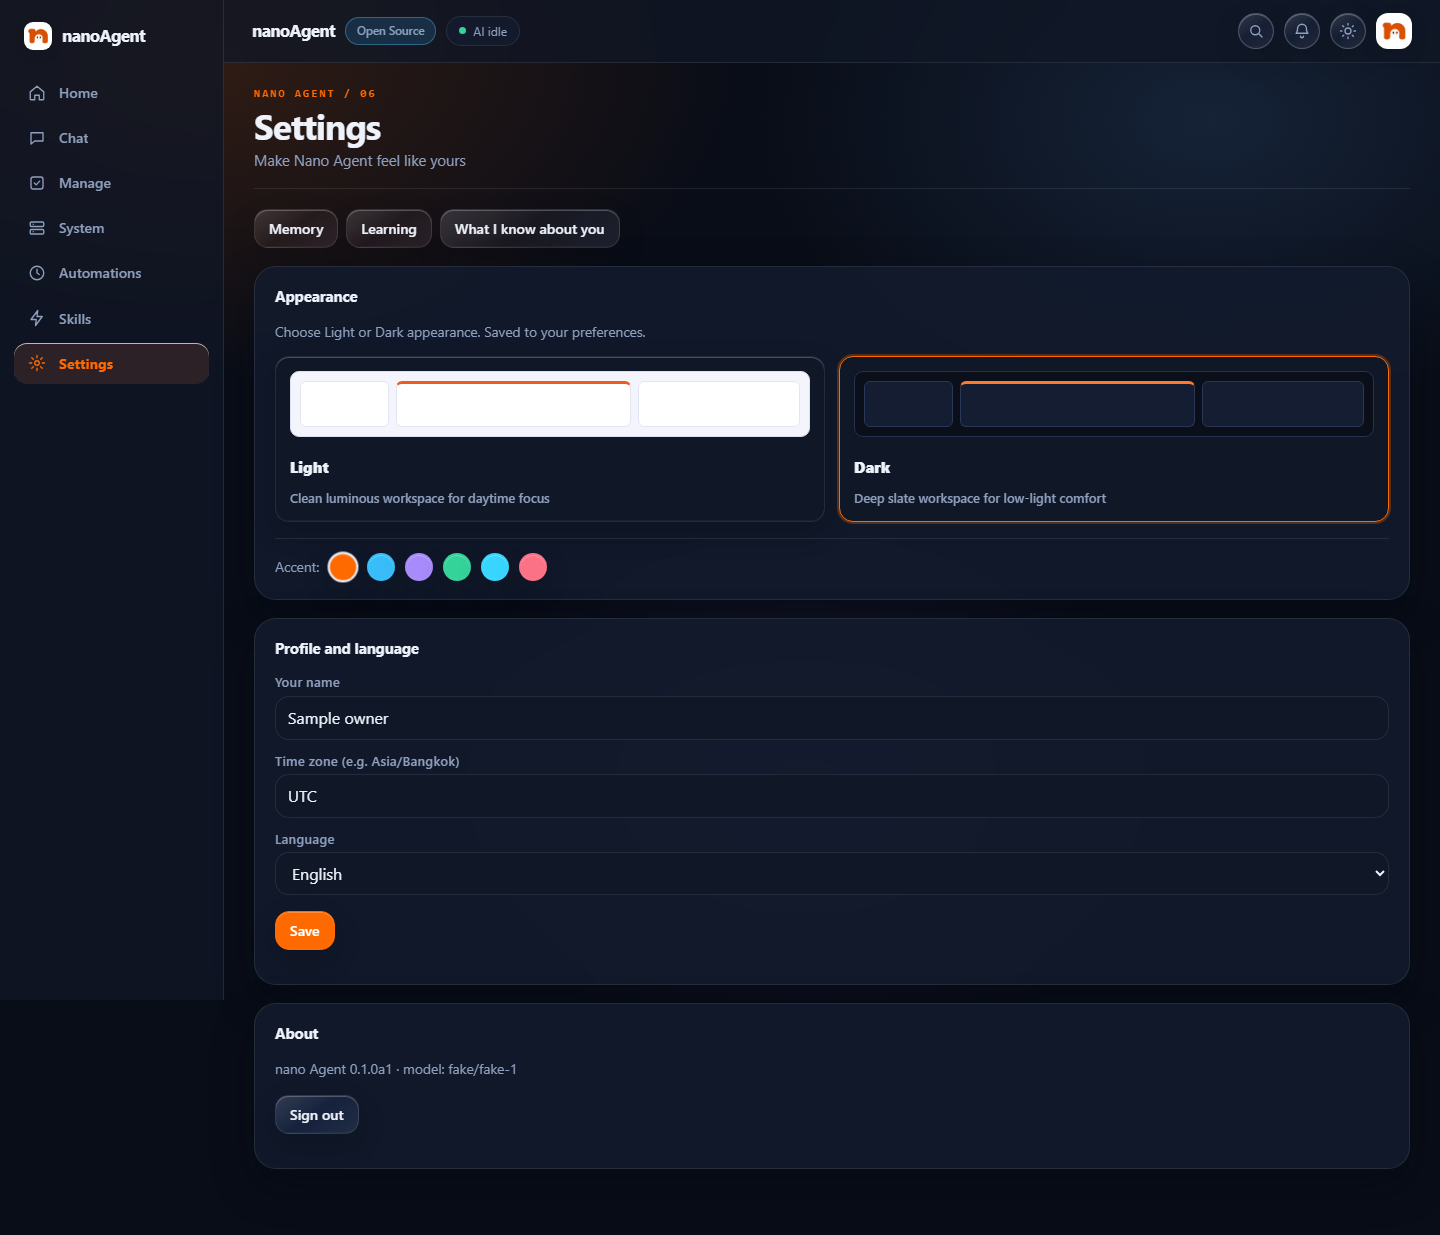 nanoAgent
Home
Chat
Manage
System
Automations
Skills
Settings
nanoAgent
Open Source
AI idle
NANO AGENT / 06
Settings
Make Nano Agent feel like yours
Memory
Learning
What I know about you
Appearance
Choose Light or Dark appearance. Saved to your preferences.
Light
Clean luminous workspace for daytime focus
Dark
Deep slate workspace for low-light comfort
Accent:
Profile and language
Your name
Sample owner
Time zone (e.g. Asia/Bangkok)
UTC
Language
English
Save
About
nano Agent 0.1.0a1 · model: fake/fake-1
Sign out